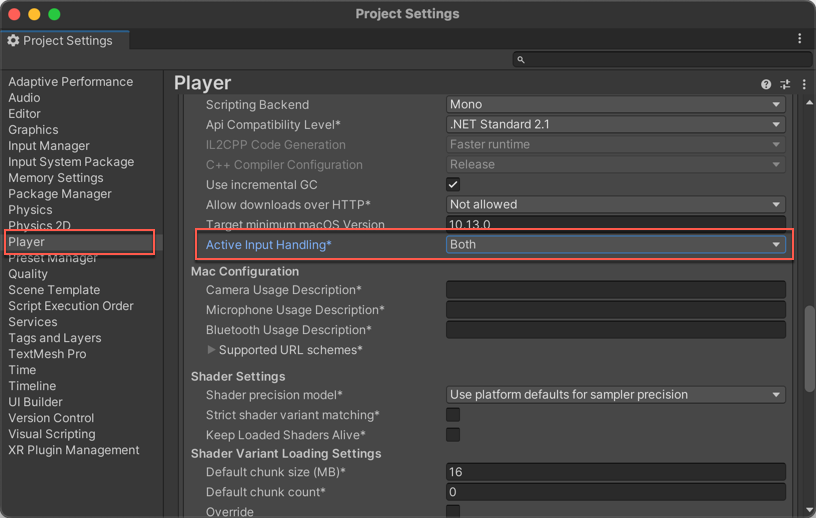 Project Settings
Project Settings
Adaptive Performance
Audio
Editor
Graphics
Input Manager
Input System Package
Memory Settings
Package Manager
Physics
Physics 2D
Player
Preset Manager
Quality
Scene Template
Script Execution Order
Services
Tags and Layers
TextMesh Pro
Time
Timeline
UI Builder
Version Control
Visual Scripting
XR Plugin Management
Player
Scripting Backend Mono
Api Compatibility Level* .NET Standard 2.1
IL2CPP Code Generation Faster runtime
C++ Compiler Configuration Release
Use incremental GC
Allow downloads over HTTP* Not allowed
Target minimum macOS Version 10.13.0
Active Input Handling* Both
Mac Configuration
Camera Usage Description*
Microphone Usage Description*
Bluetooth Usage Description*
Supported URL schemes*
Shader Settings
Shader precision model* Use platform defaults for sampler precision
Strict shader variant matching*
Keep Loaded Shaders Alive*
Shader Variant Loading Settings
Default chunk size (MB)* 16
Default chunk count* 0
Override